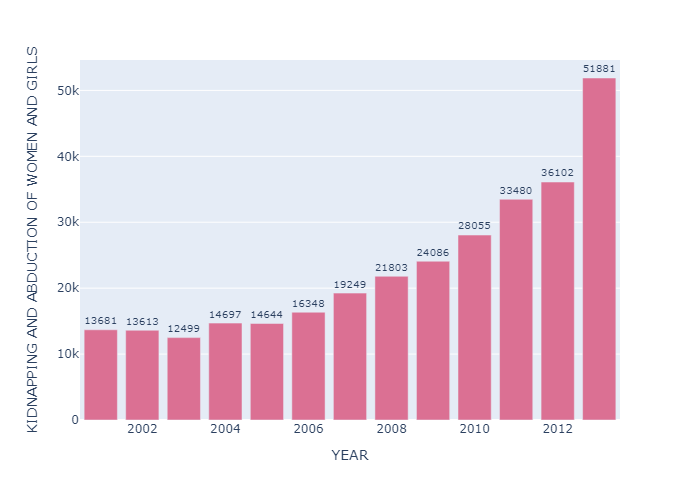 KIDNAPPING AND ABDUCTION OF WOMEN AND GIRLS
50k
40k
30k
20k
10k
0
13681
13613
12499
14697
14644
16348
19249
21803
24086
28055
33480
36102
51881
2002
2004
2006
2008
2010
2012
YEAR